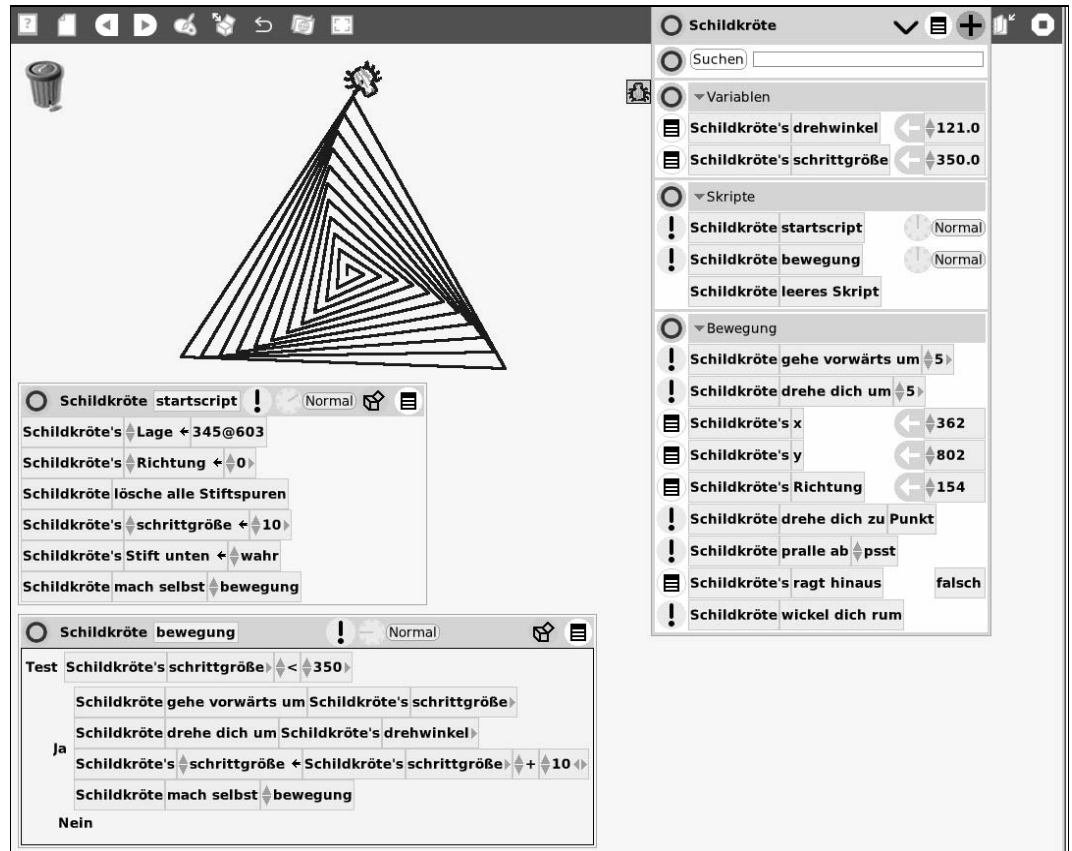 ?
Schildkröte
Suchen
Variablen
Schildkröte's drehwinkel 121.0
Schildkröte's schrittgröße 350.0
Skripte
! Schildkröte startscript Normal
! Schildkröte bewegung Normal
Schildkröte leeres Skript
Bewegung
! Schildkröte gehe vorwärts um 5
! Schildkröte drehe dich um 5
Schildkröte's x 362
Schildkröte's y 802
Schildkröte's Richtung 154
! Schildkröte drehe dich zu Punkt
! Schildkröte pralle ab psst
Schildkröte's ragt hinaus falsch
! Schildkröte wickel dich rum
Schildkröte startscript ! Normal
Schildkröte's Lage ← 345@603
Schildkröte's Richtung ← 0
Schildkröte lösche alle Stiftspuren
Schildkröte's schrittgröße ← 10
Schildkröte's Stift unten ← wahr
Schildkröte mach selbst bewegung
Schildkröte bewegung ! Normal
Test Schildkröte's schrittgröße < 350
Schildkröte gehe vorwärts um Schildkröte's schrittgröße
Schildkröte drehe dich um Schildkröte's drehwinkel
Ja
Schildkröte's schrittgröße ← Schildkröte's schrittgröße + 10
Schildkröte mach selbst bewegung
Nein